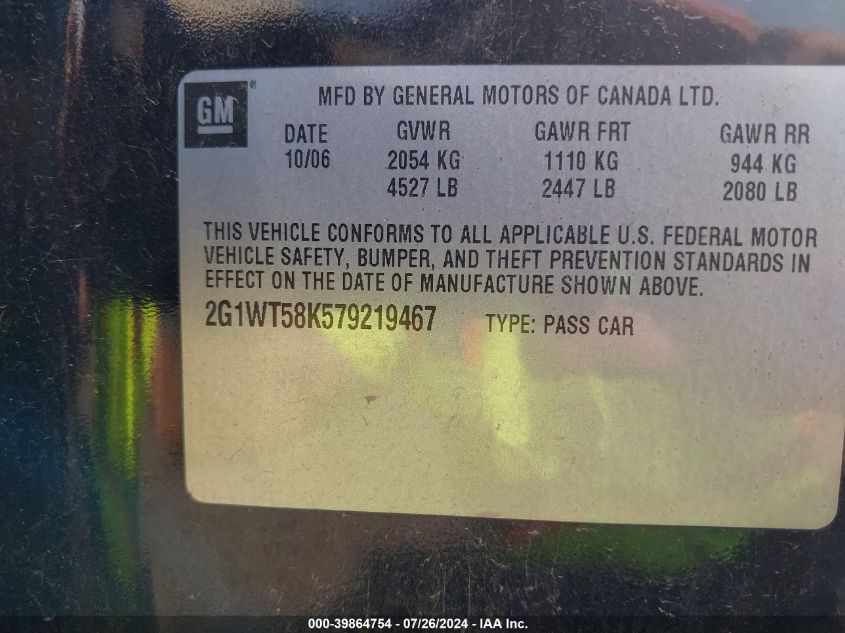 GM®
MFD BY GENERAL MOTORS OF CANADA LTD.
DATE GVWR GAWR FRT GAWR RR
10/06 2054 KG 1110 KG 944 KG
4527 LB 2447 LB 2080 LB
THIS VEHICLE CONFORMS TO ALL APPLICABLE U.S. FEDERAL MOTOR
VEHICLE SAFETY, BUMPER, AND THEFT PREVENTION STANDARDS IN
EFFECT ON THE DATE OF MANUFACTURE SHOWN ABOVE.
2G1WT58K579219467 TYPE: PASS CAR
000-39864754 - 07/26/2024 - IAA Inc.